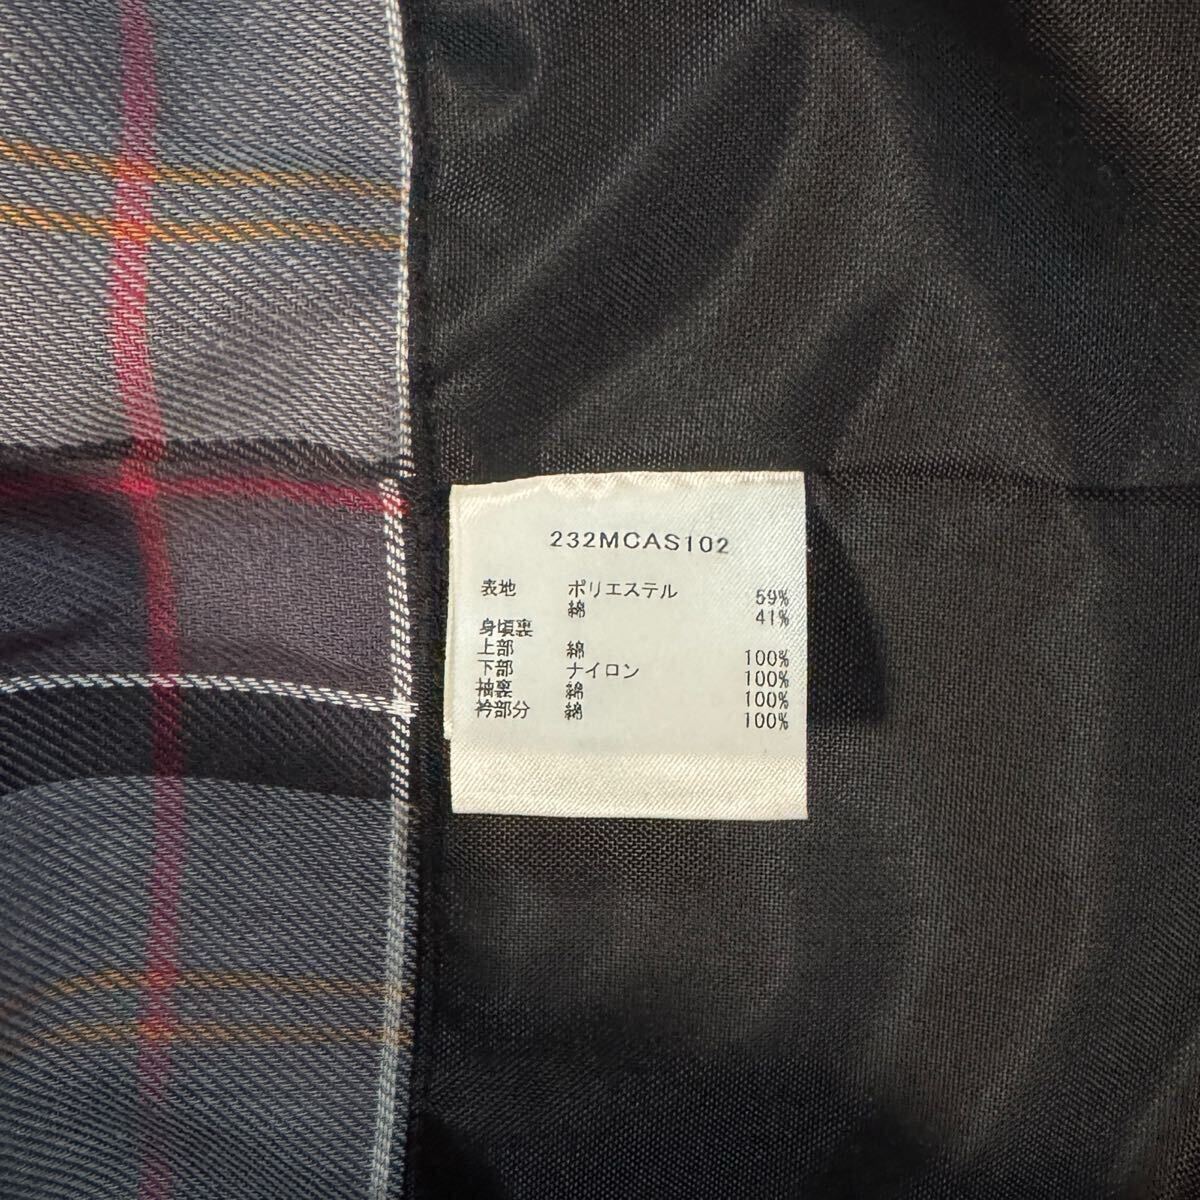 232MCAS102
表地 ポリエステル 59%
綿 41%
身頃裏
上部 綿 100%
下部 ナイロン 100%
袖裏 綿 100%
衿部分 綿 100%